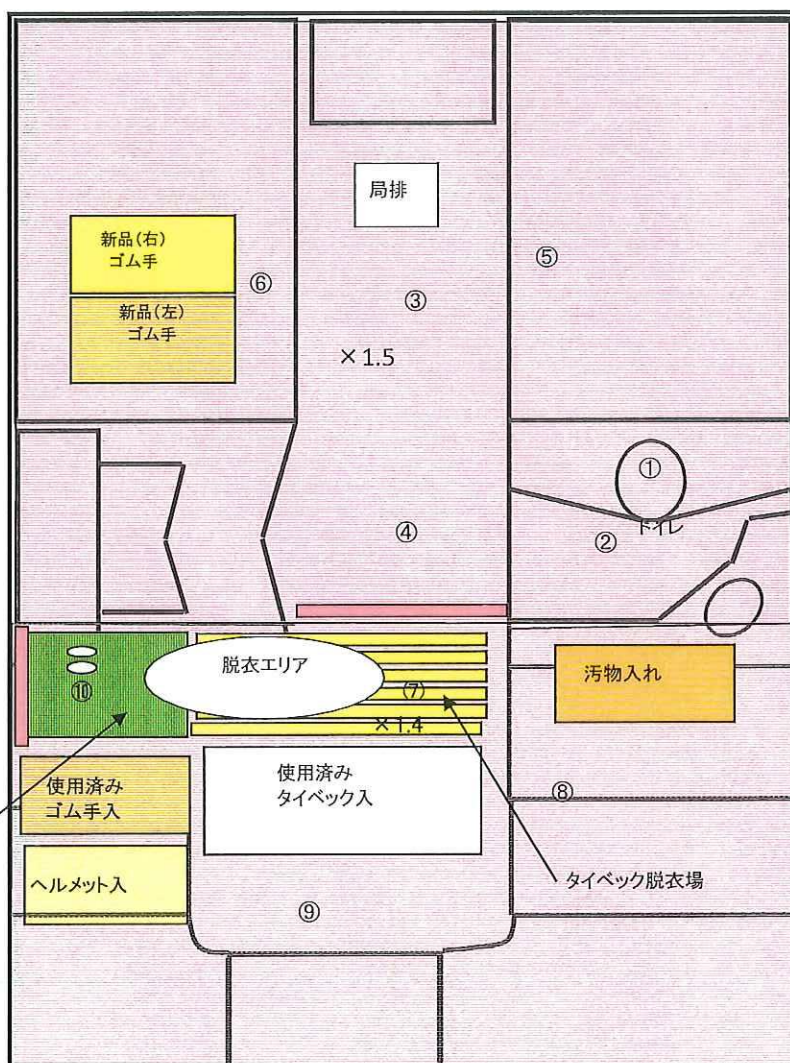 局排
新品(右)
ゴム手
⑥
⑤
新品(左)
ゴム手
③
×1.5
①
④
②
トイレ
脱衣エリア
汚物入れ
⑩
(7)
×1.4
使用済み
ゴム手入
使用済み
タイベック入
⑧
ヘルメット入
タイベック脱衣場
⑨